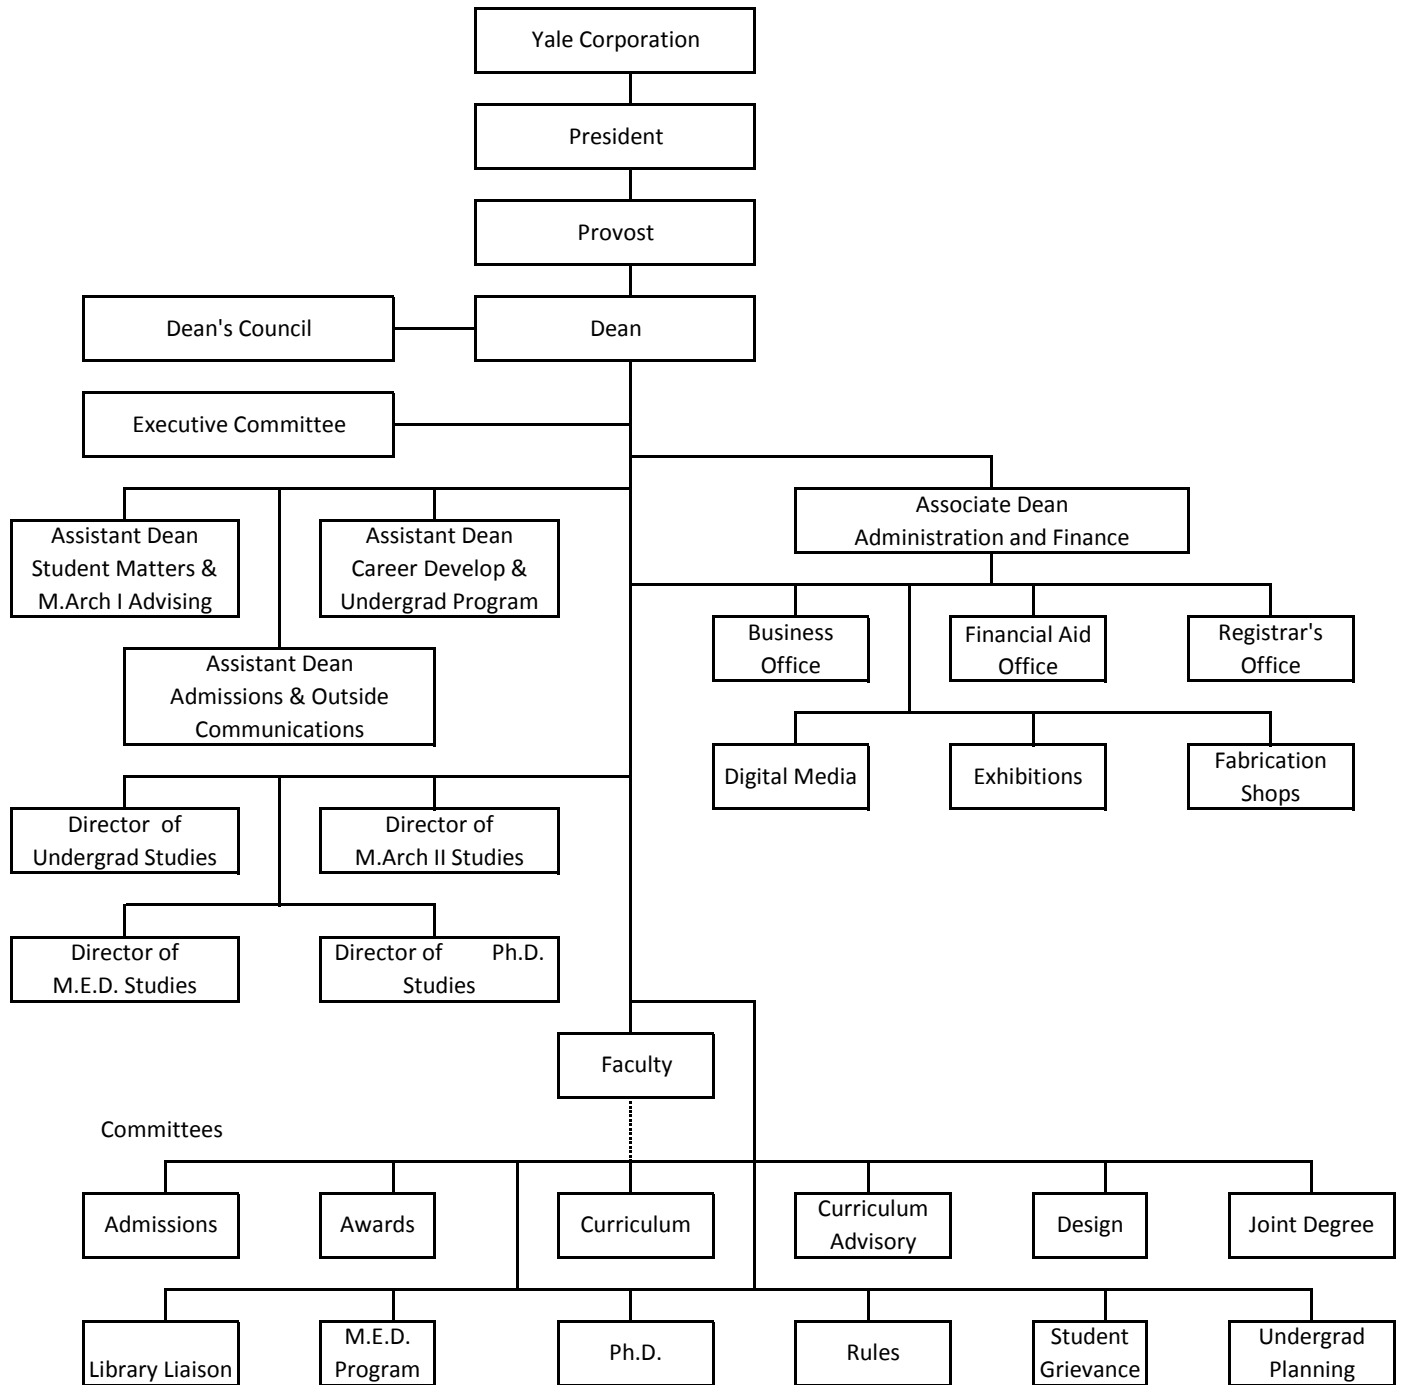 Yale Corporation
President
Provost
Dean's Council
Dean
Executive Committee
Associate Dean
Administration and Finance
Assistant Dean
Student Matters &
M.Arch I Advising
Assistant Dean
Career Develop &
Undergrad Program
Assistant Dean
Admissions & Outside
Communications
Business
Office
Financial Aid
Office
Registrar's
Office
Digital Media
Exhibitions
Fabrication
Shops
Director of
Undergrad Studies
Director of
M.Arch II Studies
Director of
M.E.D. Studies
Director of Ph.D.
Studies
Faculty
Committees
Admissions
Awards
Curriculum
Curriculum
Advisory
Design
Joint Degree
Library Liaison
M.E.D.
Program
Ph.D.
Rules
Student
Grievance
Undergrad
Planning